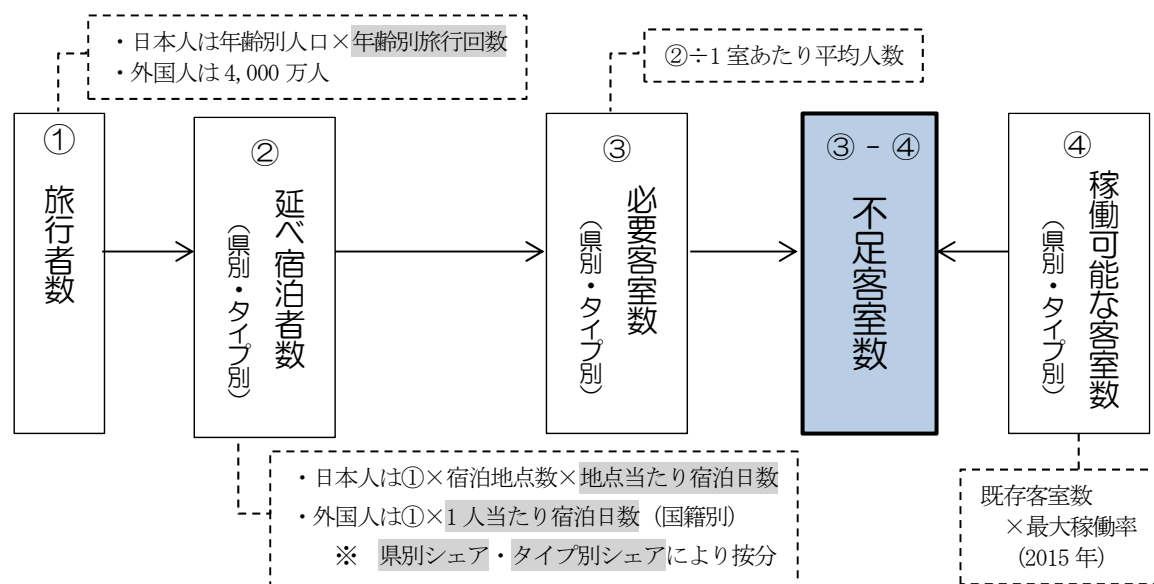 ・日本人は年齢別人口×年齢別旅行回数
・外国人は 4,000 万人
②÷1 室あたり平均人数
①
旅行者数
②
延べ宿泊者数
（県別・タイプ別）
③
必要客室数
（県別・タイプ別）
③ - ④
不足客室数
④
稼働可能な客室数
（県別・タイプ別）
・日本人は①×宿泊地点数×地点当たり宿泊日数
・外国人は①×1 人当たり宿泊日数 (国籍別)
※ 県別シェア・タイプ別シェアにより按分
既存客室数
×最大稼働率
(2015 年)